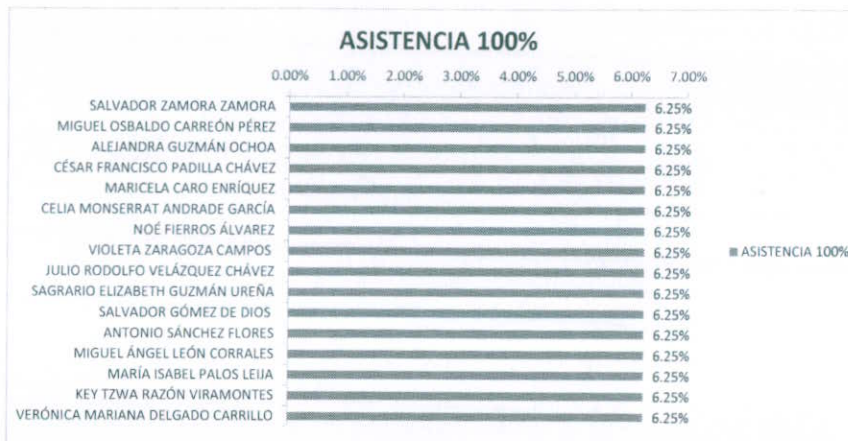 ASISTENCIA 100%
0.00% 1.00% 2.00% 3.00% 4.00% 5.00% 6.00% 7.00%
SALVADOR ZAMORA ZAMORA 6.25%
MIGUEL OSBALDO CARREÓN PÉREZ 6.25%
ALEJANDRA GUZMÁN OCHOA 6.25%
CÉSAR FRANCISCO PADILLA CHÁVEZ 6.25%
MARICELA CARO ENRÍQUEZ 6.25%
CELIA MONSERRAT ANDRADE GARCÍA 6.25%
NOÉ FIERROS ÁLVAREZ 6.25%
VIOLETA ZARAGOZA CAMPOS 6.25% ASISTENCIA 100%
JULIO RODOLFO VELÁZQUEZ CHÁVEZ 6.25%
SAGRARIO ELIZABETH GUZMÁN UREÑA 6.25%
SALVADOR GÓMEZ DE DIOS 6.25%
ANTONIO SÁNCHEZ FLORES 6.25%
MIGUEL ÁNGEL LEÓN CORRALES 6.25%
MARÍA ISABEL PALOS LEIJA 6.25%
KEY TZWA RAZÓN VIRAMONTES 6.25%
VERÓNICA MARIANA DELGADO CARRILLO 6.25%